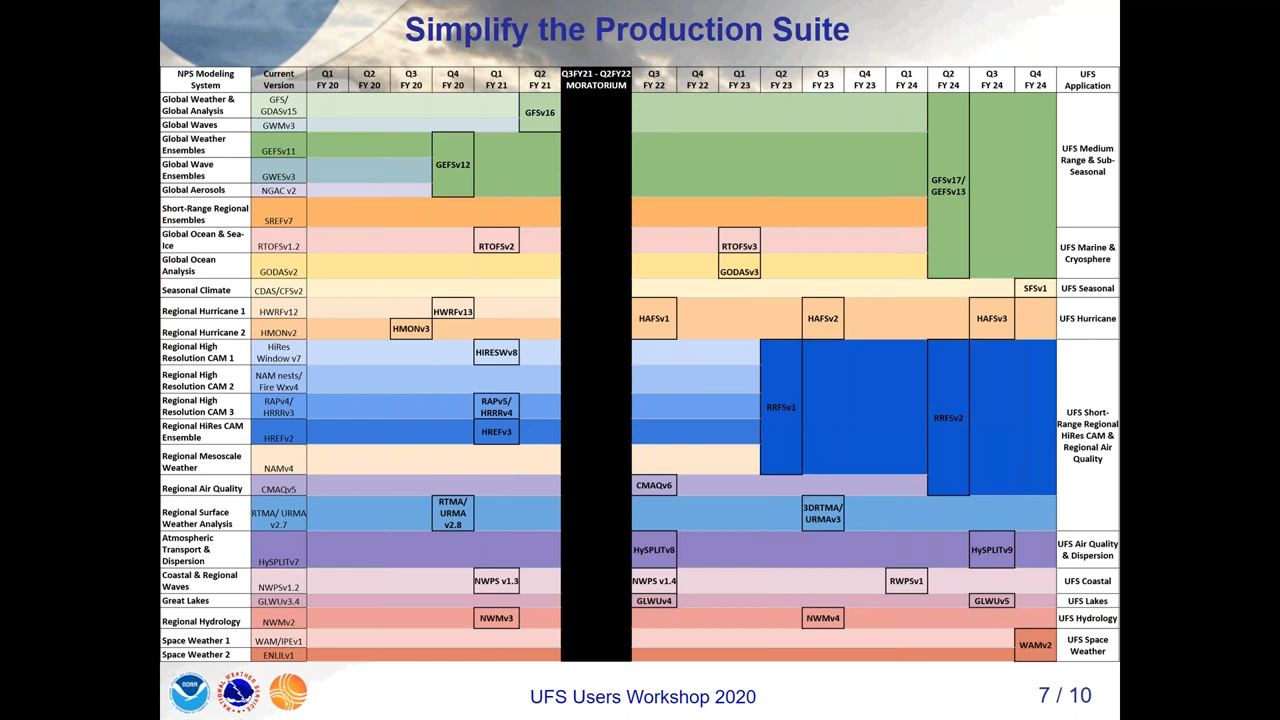 Simplify the Production Suite
NPS Modeling System Current Version Q1 FY 20 Q2 FY 20 Q3 FY 20 Q4 FY 20 Q1 FY 21 Q2 FY 21 Q3FY21 - Q2FY22 MORATORIUM Q3 FY 22 Q4 FY 22 Q1 FY 23 Q2 FY 23 Q3 FY 23 Q4 FY 23 Q1 FY 24 Q2 FY 24 Q3 FY 24 Q4 FY 24 UFS Application
Global Weather & Global Analysis GFS/ GDASv15 GFSv16
Global Waves GWMv3
Global Weather Ensembles GEFSv11 GEFSv12 GFSv17/ GEFSv13 UFS Medium Range & Sub-Seasonal
Global Wave Ensembles GWESv3
Global Aerosols NGAC v2
Short-Range Regional Ensembles SREFv7
Global Ocean & Sea-Ice RTOFSv1.2 RTOFSv2 RTOFSv3 UFS Marine & Cryosphere
Global Ocean Analysis GODASv2 GODASv3
Seasonal Climate CDAS/CFSv2 SFSv1 UFS Seasonal
Regional Hurricane 1 HWRFv12 HWRFv13 HAFSv1 HAFSv2 HAFSv3 UFS Hurricane
Regional Hurricane 2 HMONv2 HMONv3
Regional High Resolution CAM 1 HiRes Window v7 HIRESWv8
Regional High Resolution CAM 2 NAM nests/ Fire Wxv4
Regional High Resolution CAM 3 RAPv4/ HRRRv3 RAPv5/ HRRRv4 RRFSv1 RRFSv2 UFS Short-Range Regional HiRes CAM & Regional Air Quality
Regional HiRes CAM Ensemble HREFv2 HREFv3
Regional Mesoscale Weather NAMv4
Regional Air Quality CMAQv5 CMAQv6
Regional Surface Weather Analysis RTMA/ URMA v2.7 RTMA/ URMA v2.8 3DRTMA/ URMAv3
Atmospheric Transport & Dispersion HySPLITv7 HySPLITv8 HySPLITv9 UFS Air Quality & Dispersion
Coastal & Regional Waves NWPSv1.2 NWPS v1.3 NWPS v1.4 RWPSv1 UFS Coastal
Great Lakes GLWUv3.4 GLWUv4 GLWUv5 UFS Lakes
Regional Hydrology NWMv2 NWMv3 NWMv4 UFS Hydrology
Space Weather 1 WAM/IPEv1 WAMv2 UFS Space Weather
Space Weather 2 ENLILv1
NOAA NATIONAL WEATHER SERVICE
UFS Users Workshop 2020
7 / 10